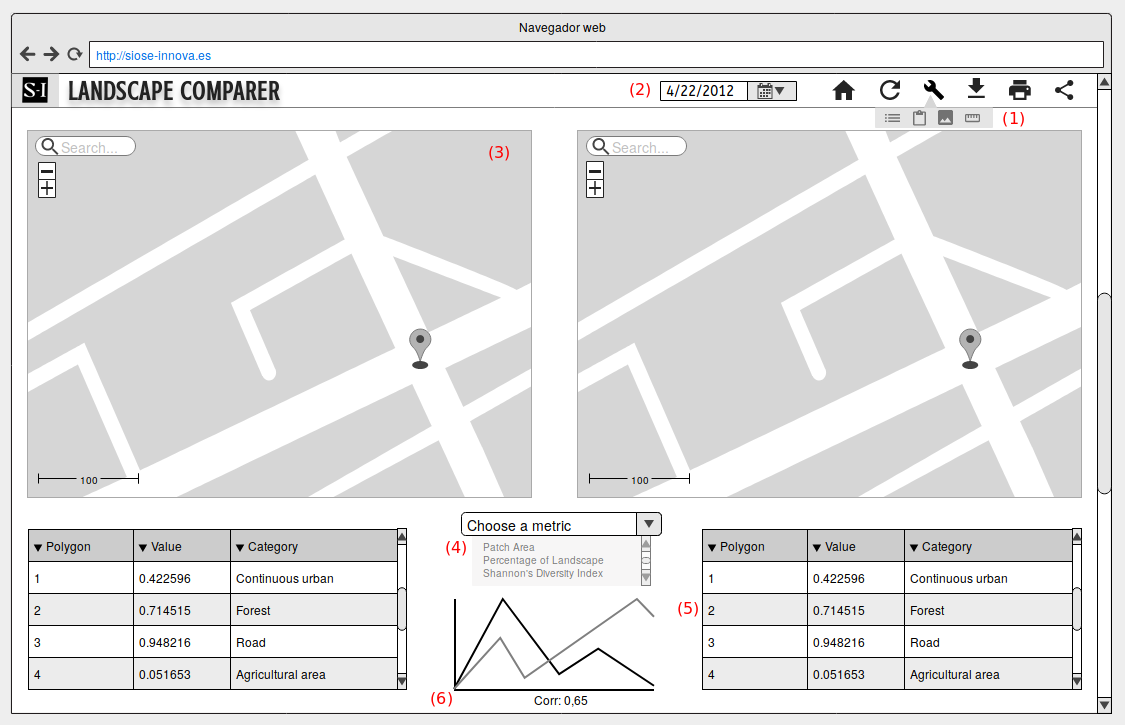 Navegador web
http://siose-innova.es
S-I LANDSCAPE COMPARER (2) 4/22/2012
(1)
Search... (3) Search...
100 100
Choose a metric
(4) Patch Area
Percentage of Landscape
Shannon's Diversity Index
Polygon Value Category
1 0.422596 Continuous urban
2 0.714515 Forest
3 0.948216 Road
4 0.051653 Agricultural area
(5)
Polygon Value Category
1 0.422596 Continuous urban
2 0.714515 Forest
3 0.948216 Road
4 0.051653 Agricultural area
(6) Corr: 0,65